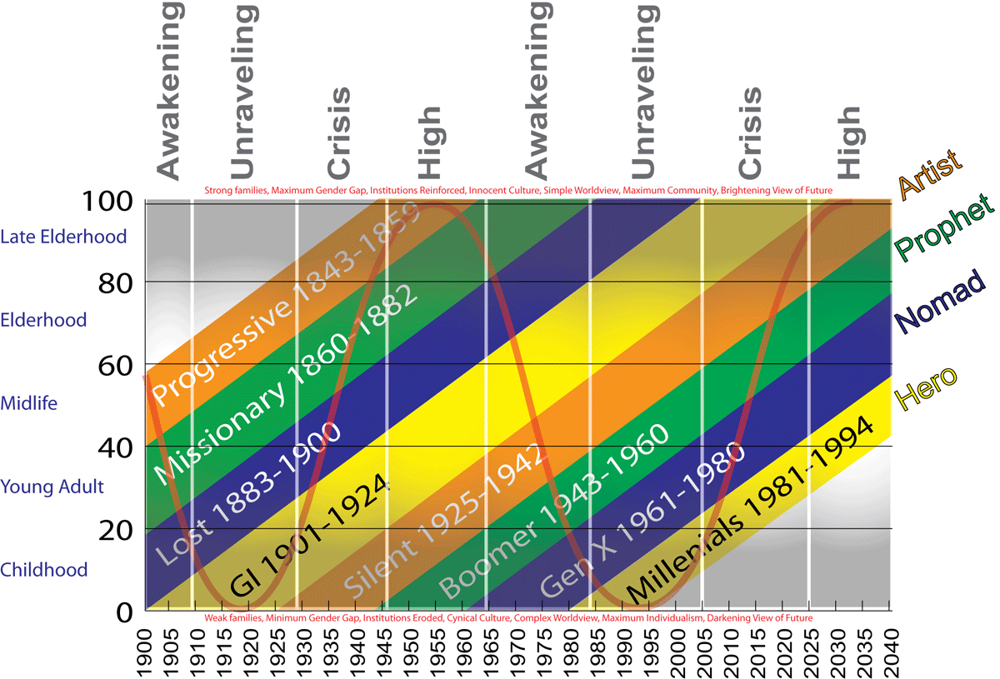 Awakening
Unraveling
Crisis
High
Awakening
Unraveling
Crisis
High
Artist
Prophet
Nomad
Hero
Strong families, Maximum Gender Gap, Institutions Reinforced, Innocent Culture, Simple Worldview, Maximum Community, Brightening View of Future
100
Late Elderhood
80
Elderhood
60
Midlife
40
Young Adult
20
Childhood
0
Progressive 1843-1859
Missionary 1860-1882
Lost 1883-1900
GI 1901-1924
Silent 1925-1942
Boomer 1943-1960
Gen X 1961-1980
Millenials 1981-1994
Weak families, Minimum Gender Gap, Institutions Eroded, Cynical Culture, Complex Worldview, Maximum Individualism, Darkening View of Future
1900
1905
1910
1915
1920
1925
1930
1935
1940
1945
1950
1955
1960
1965
1970
1975
1980
1985
1990
1995
2000
2005
2010
2015
2020
2025
2030
2035
2040